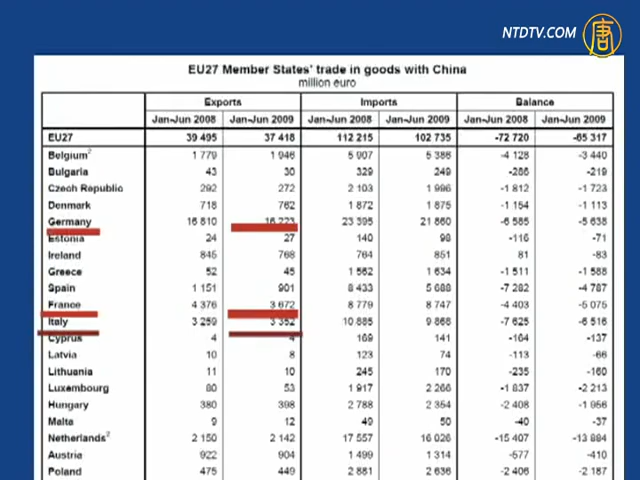 NTDTV.COM 唐
EU27 Member States' trade in goods with China
million euro
Exports Imports Balance
Jan-Jun 2008 Jan-Jun 2009 Jan-Jun 2008 Jan-Jun 2009 Jan-Jun 2008 Jan-Jun 2009
EU27 39 495 37 418 112 215 102 735 -72 720 -65 317
Belgium² 1 779 1 946 5 907 5 386 -4 128 -3 440
Bulgaria 43 30 329 249 -286 -219
Czech Republic 292 272 2 103 1 996 -1 812 -1 723
Denmark 718 762 1 872 1 875 -1 154 -1 113
Germany 16 810 16 223 23 395 21 860 -6 585 -5 638
Estonia 24 27 140 98 -116 -71
Ireland 845 768 764 851 81 -83
Greece 52 45 1 562 1 634 -1 511 -1 588
Spain 1 151 901 8 433 5 688 -7 282 -4 787
France 4 376 3 672 8 779 8 747 -4 403 -5 075
Italy 3 259 3 352 10 885 9 868 -7 625 -6 516
Cyprus 4 4 169 141 -164 -137
Latvia 10 8 123 74 -113 -66
Lithuania 11 10 245 170 -235 -160
Luxembourg 80 53 1 917 2 266 -1 837 -2 213
Hungary 380 398 2 788 2 354 -2 408 -1 956
Malta 9 12 49 50 -40 -37
Netherlands² 2 150 2 142 17 557 16 026 -15 407 -13 884
Austria 922 904 1 499 1 314 -577 -410
Poland 475 449 2 881 2 636 -2 406 -2 187